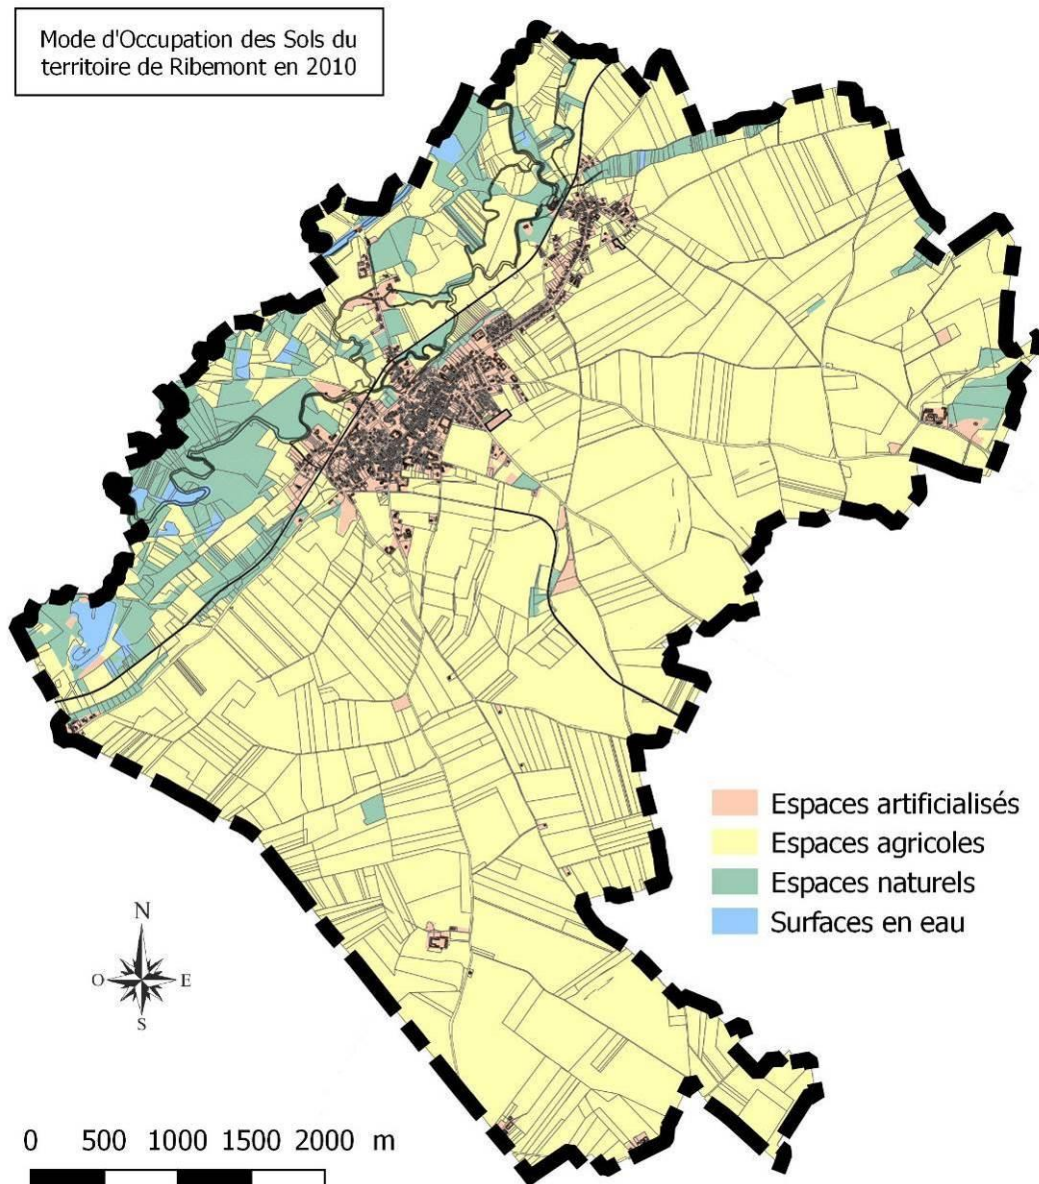 Mode d'Occupation des Sols du
territoire de Ribemont en 2010
Espaces artificialisés
Espaces agricoles
Espaces naturels
Surfaces en eau
N
O E
S
0 500 1000 1500 2000 m